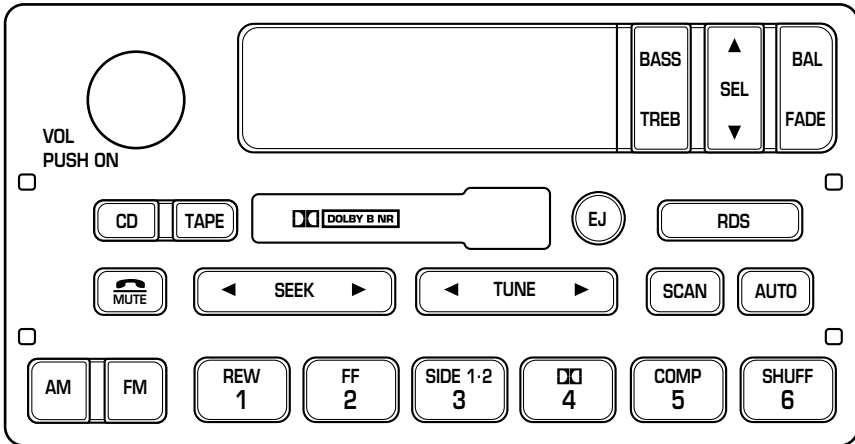 BASS
SEL
BAL
TREB
FADE
VOL
PUSH ON
CD
TAPE
DOLBY B NR
EJ
RDS
MUTE
SEEK
TUNE
SCAN
AUTO
AM
FM
REW
1
FF
2
SIDE 1·2
3
4
COMP
5
SHUFF
6